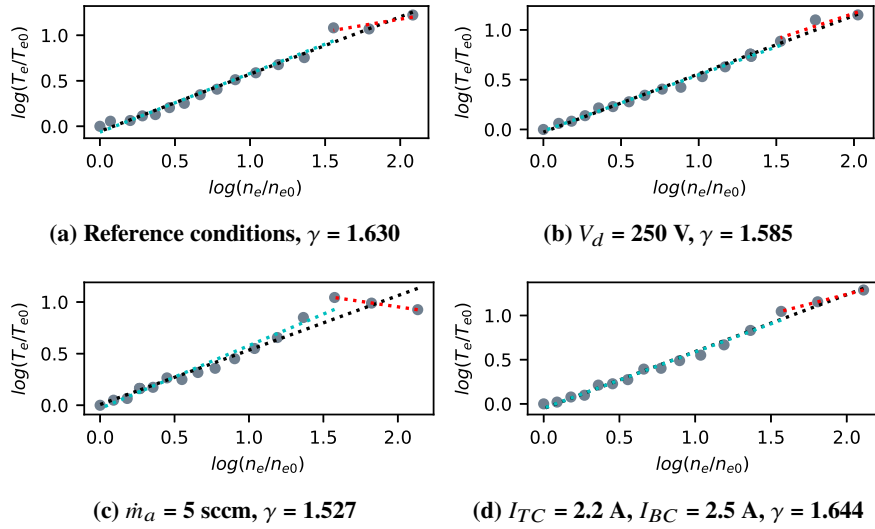 log(T_e/T_e0)
1.0
0.5
0.0
0.0 0.5 1.0 1.5 2.0
log(n_e/n_e0)
(a) Reference conditions, γ = 1.630
log(T_e/T_e0)
1.0
0.5
0.0
0.0 0.5 1.0 1.5 2.0
log(n_e/n_e0)
(b) V_d = 250 V, γ = 1.585
log(T_e/T_e0)
1.0
0.5
0.0
0.0 0.5 1.0 1.5 2.0
log(n_e/n_e0)
(c) ṁ_a = 5 sccm, γ = 1.527
log(T_e/T_e0)
1.0
0.5
0.0
0.0 0.5 1.0 1.5 2.0
log(n_e/n_e0)
(d) I_TC = 2.2 A, I_BC = 2.5 A, γ = 1.644